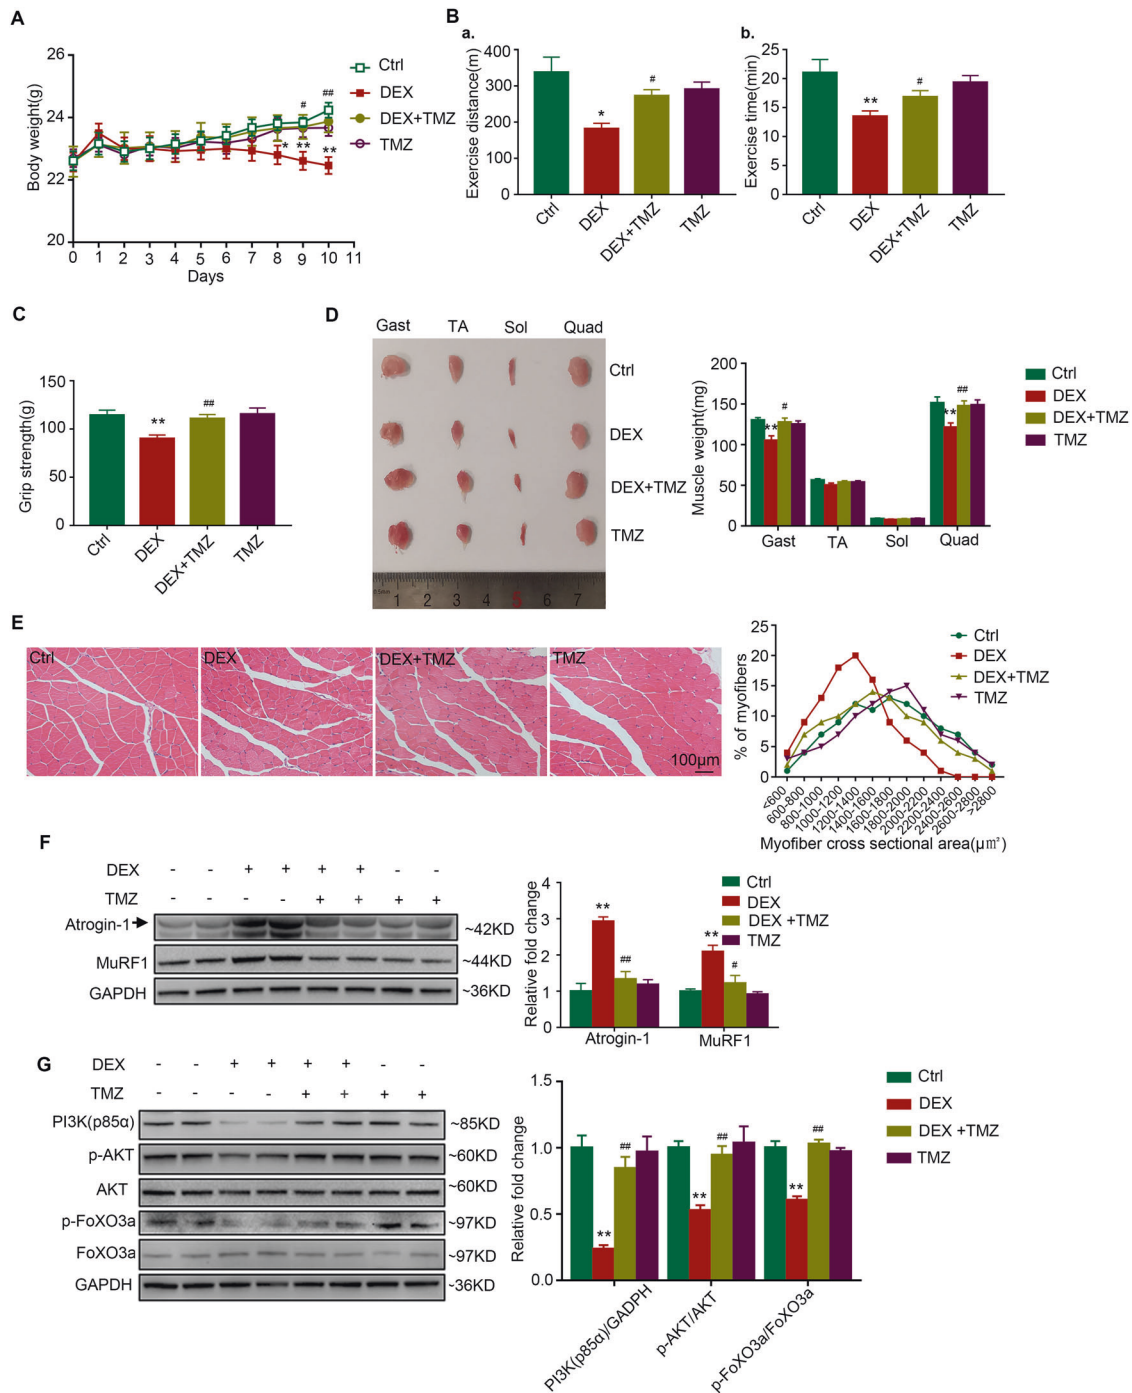 A
Body weight(g)
26
24
22
20
0 1 2 3 4 5 6 7 8 9 10 11
Days
# ##
* ** **
Ctrl
DEX
DEX+TMZ
TMZ
B
a.
Exercise distance(m)
400
300
200
100
0
*
#
Ctrl
DEX
DEX+TMZ
TMZ
b.
Exercise time(min)
25
20
15
10
5
0
**
#
Ctrl
DEX
DEX+TMZ
TMZ
C
Grip strength(g)
150
100
50
0
**
##
Ctrl
DEX
DEX+TMZ
TMZ
D
Gast TA Sol Quad
Ctrl
DEX
DEX+TMZ
TMZ
0.5mm
1 2 3 4 5 6 7
Muscle weight(mg)
200
150
100
50
0
** #
** ##
Gast TA Sol Quad
Ctrl
DEX
DEX+TMZ
TMZ
E
Ctrl
DEX
DEX+TMZ
TMZ
100μm
% of myofibers
25
20
15
10
5
0
<600
600-800
800-1000
1000-1200
1200-1400
1400-1600
1600-1800
1800-2000
2000-2200
2200-2400
2400-2600
2600-2800
>2800
Myofiber cross sectional area(μm²)
Ctrl
DEX
DEX+TMZ
TMZ
F
DEX - - + + + + - -
TMZ - - - - + + + +
Atrogin-1 ~42KD
MuRF1 ~44KD
GAPDH ~36KD
Relative fold change
4
3
2
1
0
** ##
** #
Atrogin-1 MuRF1
Ctrl
DEX
DEX +TMZ
TMZ
G
DEX - - + + + + - -
TMZ - - - - + + + +
PI3K(p85α) ~85KD
p-AKT ~60KD
AKT ~60KD
p-FoXO3a ~97KD
FoXO3a ~97KD
GAPDH ~36KD
Relative fold change
1.5
1.0
0.5
0.0
** ##
** ##
** ##
PI3K(p85α)/GADPH
p-AKT/AKT
p-FoXO3a/FoXO3a
Ctrl
DEX
DEX +TMZ
TMZ